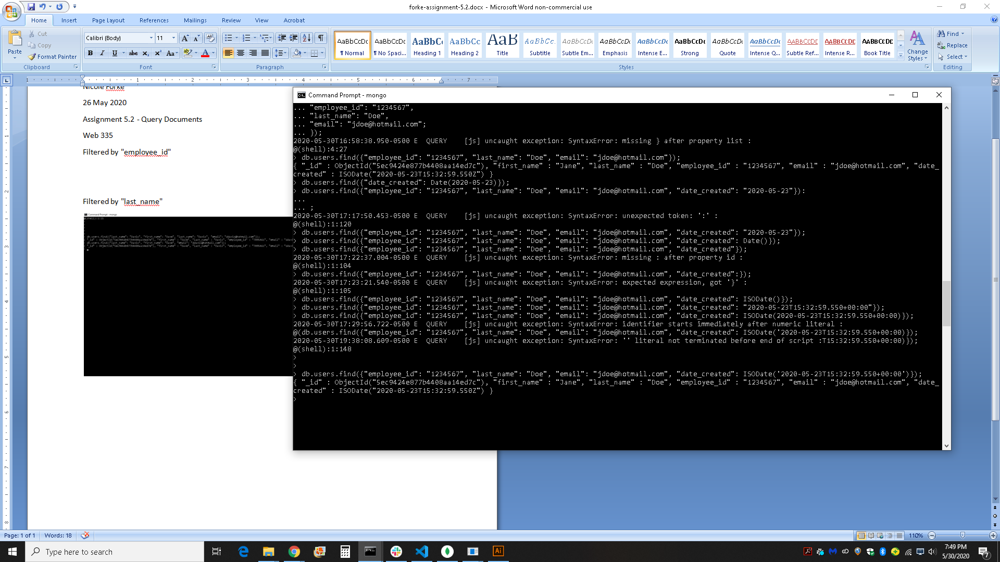 forke-assignment-5.2.docx - Microsoft Word non-commercial use
Home Insert Page Layout References Mailings Review View Acrobat
Paste
Cut
Copy
Format Painter
Clipboard
Calibri (Body) 11
Font
Paragraph
AaBbCcDc AaBbCcDc AaBbC AaBbCc AaB AaBbCc. AaBbCcDc AaBbCcDc AaBbCcDc AaBbCcDc AaBbCcDc AaBbCcDc AABBCCDD AABBCCDD AABBCCDD
¶ Normal ¶ No Spaci... Heading 1 Heading 2 Title Subtitle Subtle Em... Emphasis Intense E... Strong Quote Intense Q... Subtle Ref... Intense R... Book Title
Change Styles
Styles
Find
Replace
Select
Editing
Nicole Forke
26 May 2020
Assignment 5.2 - Query Documents
Web 335
Filtered by "employee_id"
Filtered by "last_name"
Command Prompt - mongo
... "employee_id": "1234567",
... "last_name": "Doe",
... "email": "jdoe@hotmail.com";
... });
2020-05-30T16:58:38.950-0500 E  QUERY    [js] uncaught exception: SyntaxError: missing } after property list :
@(shell):4:27
> db.users.find({"employee_id": "1234567", "last_name": "Doe", "email": "jdoe@hotmail.com"});
{ "_id" : ObjectId("5ec9424e877b4408aa14ed7c"), "first_name" : "Jane", "last_name" : "Doe", "employee_id" : "1234567", "email" : "jdoe@hotmail.com", "date_
created" : ISODate("2020-05-23T15:32:59.550Z") }
> db.users.find({"date_created": Date(2020-05-23)});
> db.users.find({"employee_id": "1234567", "last_name": "Doe", "email": "jdoe@hotmail.com", "date_created": "2020-05-23"}):
...
... ;
2020-05-30T17:17:50.453-0500 E  QUERY    [js] uncaught exception: SyntaxError: unexpected token: ':' :
@(shell):1:120
> db.users.find({"employee_id": "1234567", "last_name": "Doe", "email": "jdoe@hotmail.com", "date_created": "2020-05-23"});
> db.users.find({"employee_id": "1234567", "last_name": "Doe", "email": "jdoe@hotmail.com", "date_created": Date()});
> db.users.find({"employee_id": "1234567", "last_name": "Doe", "email": "jdoe@hotmail.com", "date_created"});
2020-05-30T17:22:37.004-0500 E  QUERY    [js] uncaught exception: SyntaxError: missing : after property id :
@(shell):1:104
> db.users.find({"employee_id": "1234567", "last_name": "Doe", "email": "jdoe@hotmail.com", "date_created":});
2020-05-30T17:23:21.540-0500 E  QUERY    [js] uncaught exception: SyntaxError: expected expression, got '}' :
@(shell):1:105
> db.users.find({"employee_id": "1234567", "last_name": "Doe", "email": "jdoe@hotmail.com", "date_created": ISODate()});
> db.users.find({"employee_id": "1234567", "last_name": "Doe", "email": "jdoe@hotmail.com", "date_created": "2020-05-23T15:32:59.550+00:00"});
> db.users.find({"employee_id": "1234567", "last_name": "Doe", "email": "jdoe@hotmail.com", "date_created": ISODate(2020-05-23T15:32:59.550+00:00)});
2020-05-30T17:29:56.722-0500 E  QUERY    [js] uncaught exception: SyntaxError: identifier starts immediately after numeric literal :
@(db.users.find({"employee_id": "1234567", "last_name": "Doe", "email": "jdoe@hotmail.com", "date_created": ISODate('2020-05-23T15:32:59.550+00:00)});
2020-05-30T19:38:08.609-0500 E  QUERY    [js] uncaught exception: SyntaxError: '' literal not terminated before end of script :T15:32:59.550+00:00)});
@(shell):1:148
>
>
> db.users.find({"employee_id": "1234567", "last_name": "Doe", "email": "jdoe@hotmail.com", "date_created": ISODate('2020-05-23T15:32:59.550+00:00')});
{ "_id" : ObjectId("5ec9424e877b4408aa14ed7c"), "first_name" : "Jane", "last_name" : "Doe", "employee_id" : "1234567", "email" : "jdoe@hotmail.com", "date_
created" : ISODate("2020-05-23T15:32:59.550Z") }
>
Page: 1 of 1 Words: 18 110%
Type here to search
7:49 PM
5/30/2020